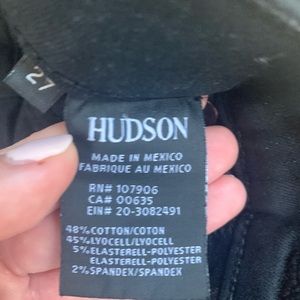 27
HUDSON
MADE IN MEXICO
FABRIQUE AU MEXICO
RN# 107906
CA# 00635
EIN# 20-3082491
48% COTTON/COTON
45% LYOCELL/LYOCELL
5% ELASTERELL-POLYESTER
ELASTERELL-POLYESTER
2% SPANDEX/SPANDEX